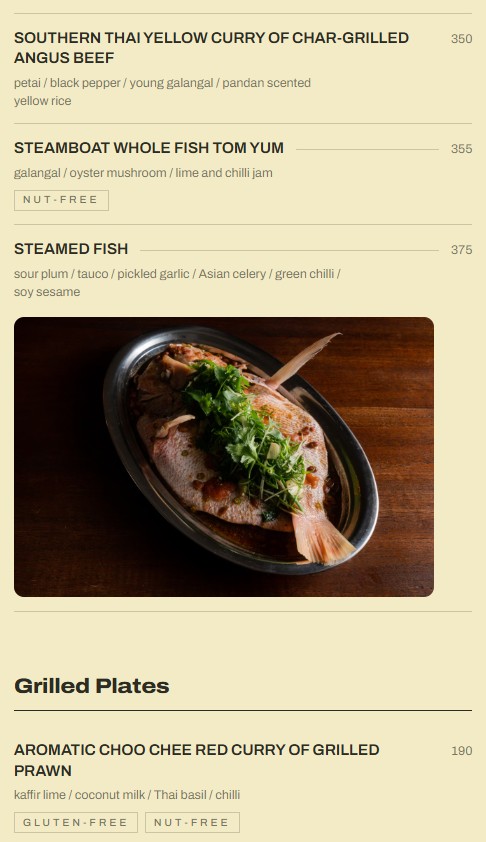 SOUTHERN THAI YELLOW CURRY OF CHAR-GRILLED 350
ANGUS BEEF
petai / black pepper / young galangal / pandan scented
yellow rice
STEAMBOAT WHOLE FISH TOM YUM 355
galangal / oyster mushroom / lime and chilli jam
NUT-FREE
STEAMED FISH 375
sour plum / tauco / pickled garlic / Asian celery / green chilli /
soy sesame
Grilled Plates
AROMATIC CHOO CHEE RED CURRY OF GRILLED 190
PRAWN
kaffir lime / coconut milk / Thai basil / chilli
GLUTEN-FREE NUT-FREE